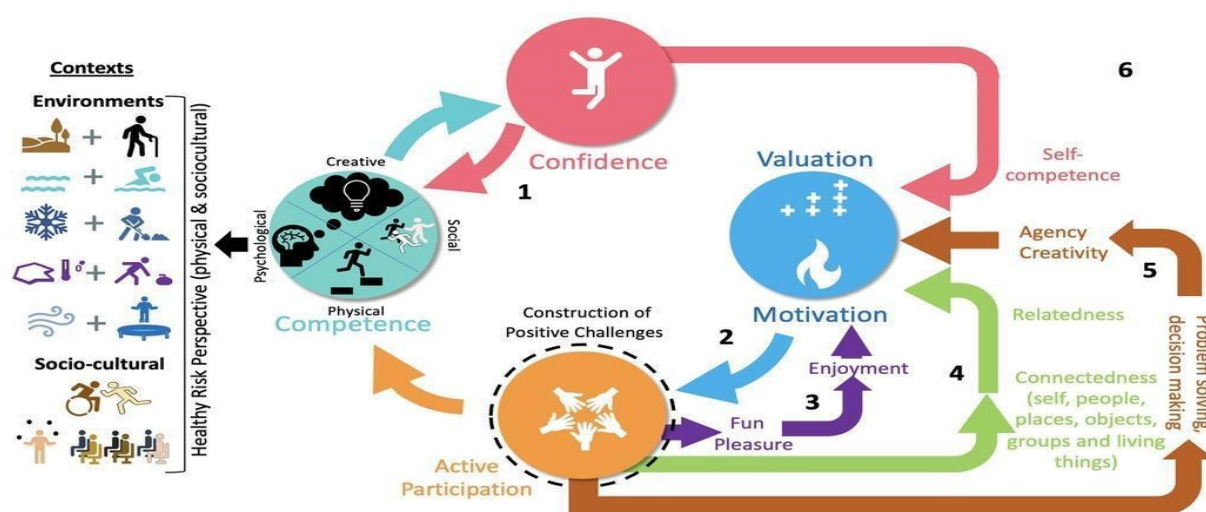 Contexts
Environments
Socio-cultural
Healthy Risk Perspective (physical & sociocultural)
Psychological
Creative
Social
Physical
Competence
Confidence
1
6
Valuation
Motivation
Self-
competence
Agency
Creativity
5
Relatedness
2
Construction of
Positive Challenges
Enjoyment
3
4
Fun
Pleasure
Connectedness
(self, people,
places, objects,
groups and living
things)
Problem solving,
decision making
Active
Participation